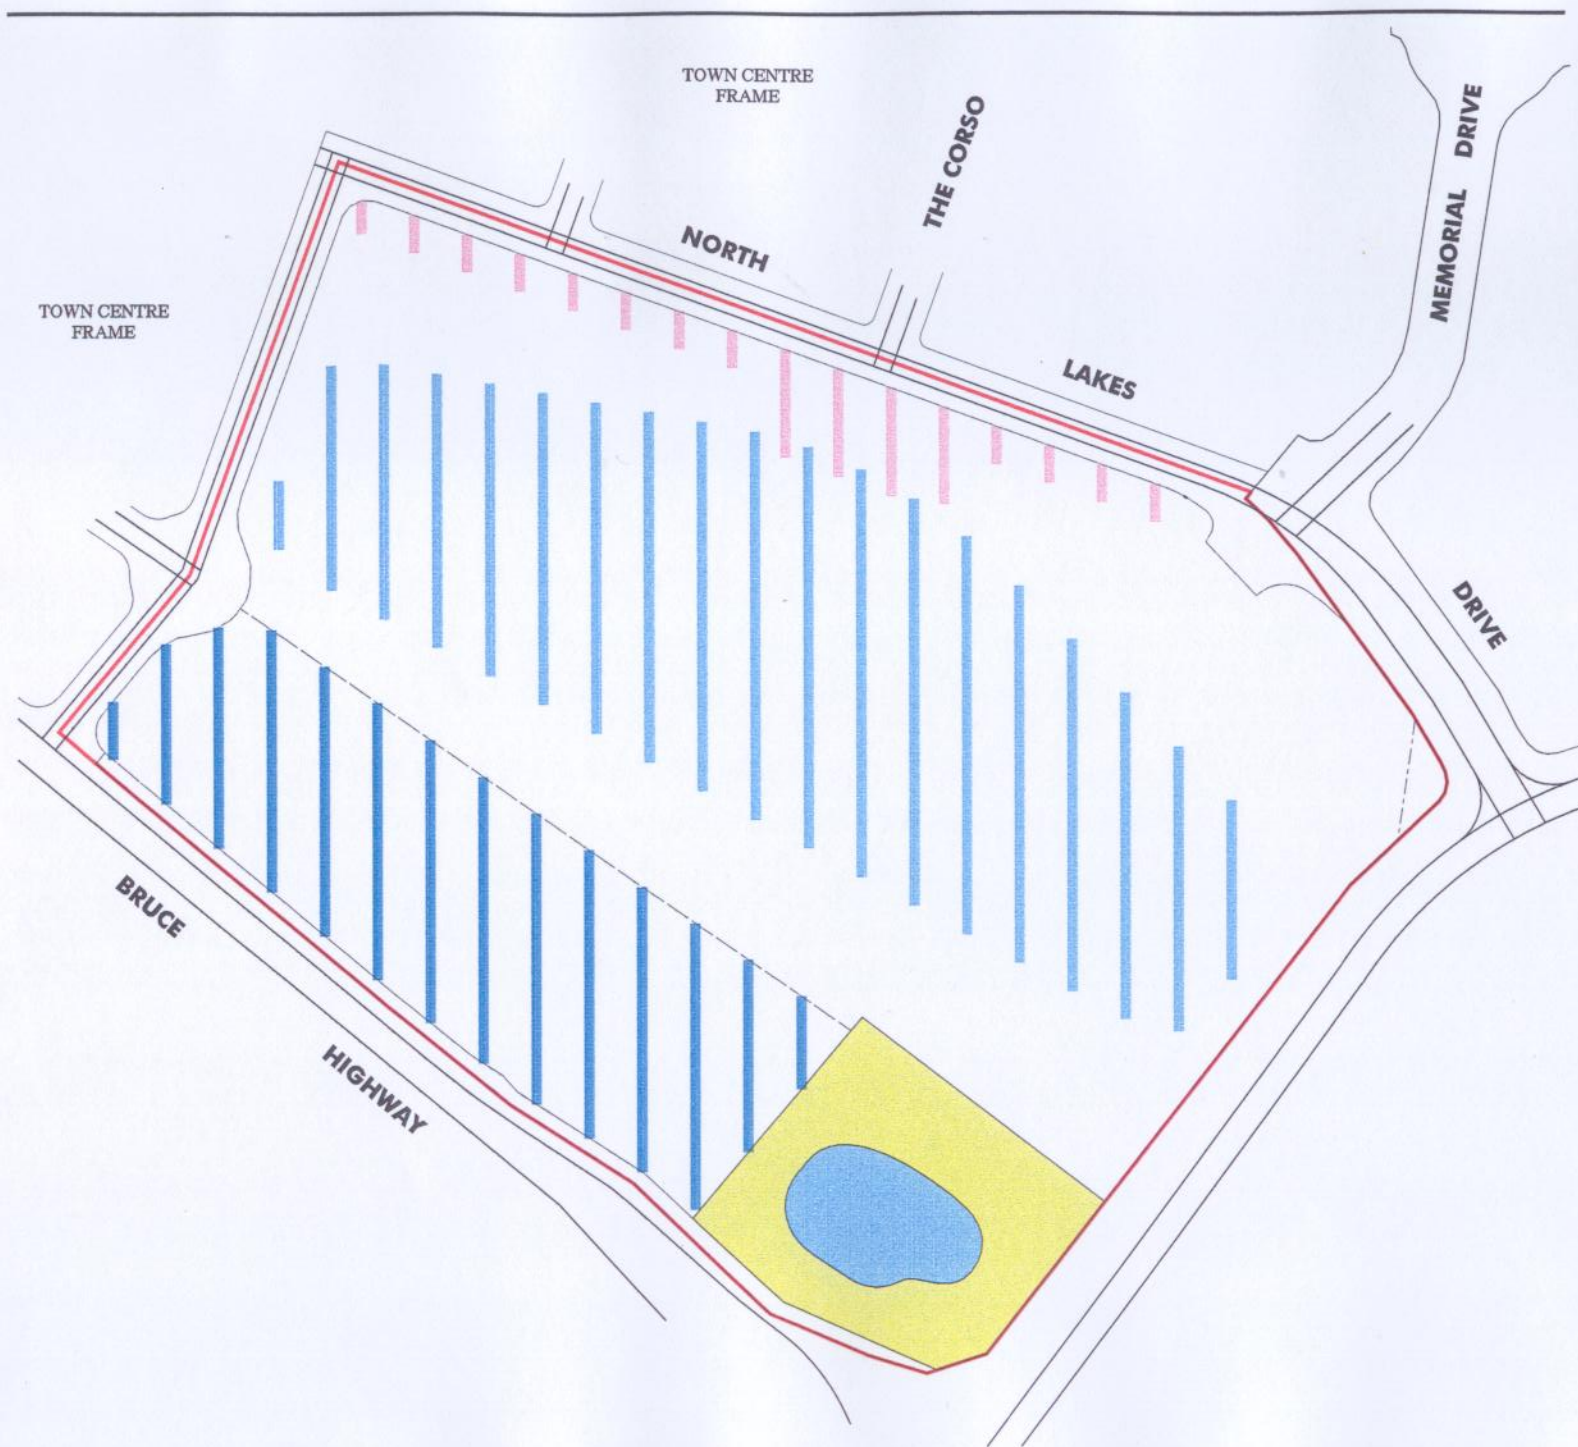 TOWN CENTRE
FRAME
THE CORSO
MEMORIAL DRIVE
NORTH
TOWN CENTRE
FRAME
LAKES
DRIVE
BRUCE
HIGHWAY